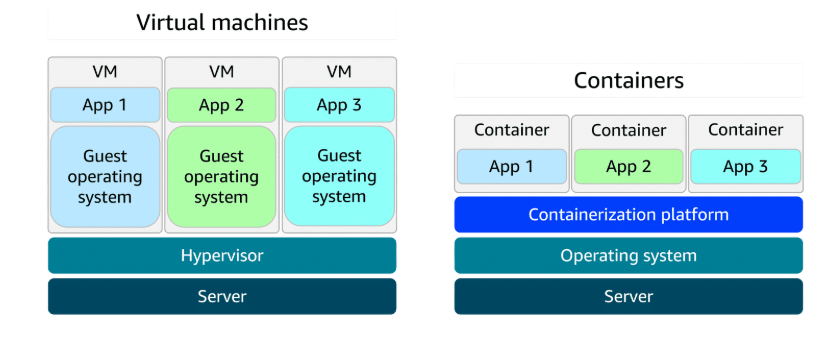 Virtual machines
VM
VM
VM
App 1
App 2
App 3
Guest
operating
system
Guest
operating
system
Guest
operating
system
Hypervisor
Server
Containers
Container
Container
Container
App 1
App 2
App 3
Containerization platform
Operating system
Server